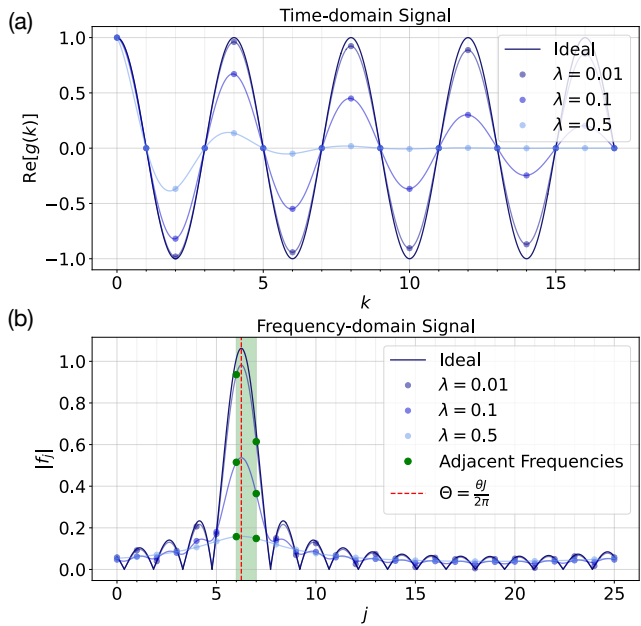 (a)
Time-domain Signal
Re[g(k)]
1.0
0.5
0.0
−0.5
−1.0
Ideal
λ = 0.01
λ = 0.1
λ = 0.5
0 5 10 15
k
(b)
Frequency-domain Signal
|f_j|
1.0
0.8
0.6
0.4
0.2
0.0
Ideal
λ = 0.01
λ = 0.1
λ = 0.5
Adjacent Frequencies
Θ = θJ/2π
0 5 10 15 20 25
j